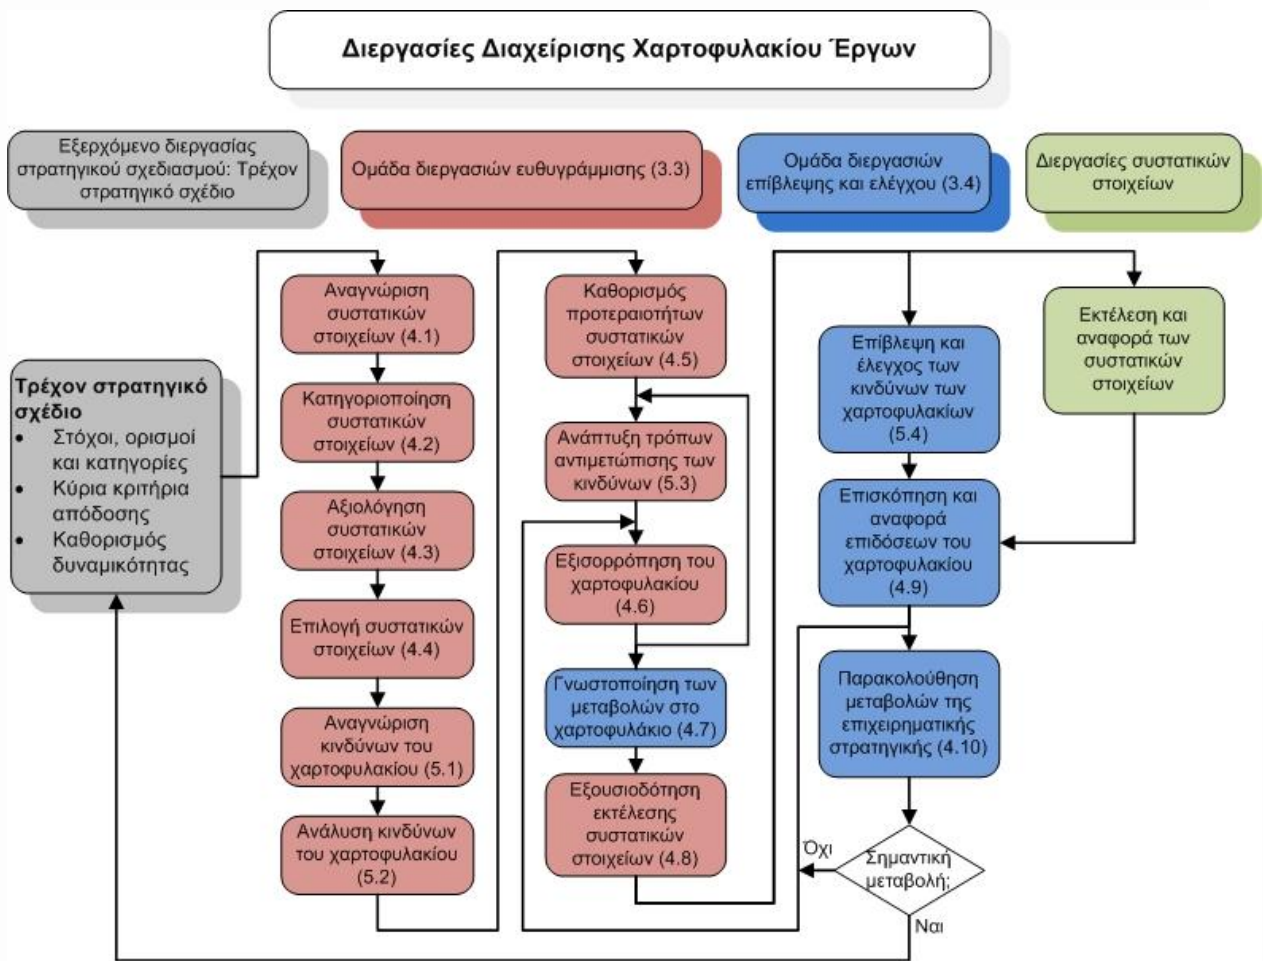 Διεργασίες Διαχείρισης Χαρτοφυλακίου Έργων
Εξερχόμενο διεργασίας
στρατηγικού σχεδιασμού: Τρέχον
στρατηγικό σχέδιο
Ομάδα διεργασιών ευθυγράμμισης (3.3)
Ομάδα διεργασιών
επίβλεψης και ελέγχου (3.4)
Διεργασίες συστατικών
στοιχείων
Τρέχον στρατηγικό
σχέδιο
• Στόχοι, ορισμοί
και κατηγορίες
• Κύρια κριτήρια
απόδοσης
• Καθορισμός
δυναμικότητας
Αναγνώριση
συστατικών
στοιχείων (4.1)
Κατηγοριοποίηση
συστατικών
στοιχείων (4.2)
Αξιολόγηση
συστατικών
στοιχείων (4.3)
Επιλογή συστατικών
στοιχείων (4.4)
Αναγνώριση
κινδύνων του
χαρτοφυλακίου (5.1)
Ανάλυση κινδύνων
του χαρτοφυλακίου
(5.2)
Καθορισμός
προτεραιοτήτων
συστατικών
στοιχείων (4.5)
Ανάπτυξη τρόπων
αντιμετώπισης των
κινδύνων (5.3)
Εξισορρόπηση του
χαρτοφυλακίου
(4.6)
Γνωστοποίηση των
μεταβολών στο
χαρτοφυλάκιο (4.7)
Εξουσιοδότηση
εκτέλεσης
συστατικών
στοιχείων (4.8)
Επίβλεψη και
έλεγχος των
κινδύνων των
χαρτοφυλακίων
(5.4)
Επισκόπηση και
αναφορά
επιδόσεων του
χαρτοφυλακίου
(4.9)
Παρακολούθηση
μεταβολών της
επιχειρηματικής
στρατηγικής (4.10)
Σημαντική
μεταβολή;
Όχι
Ναι
Εκτέλεση και
αναφορά των
συστατικών
στοιχείων